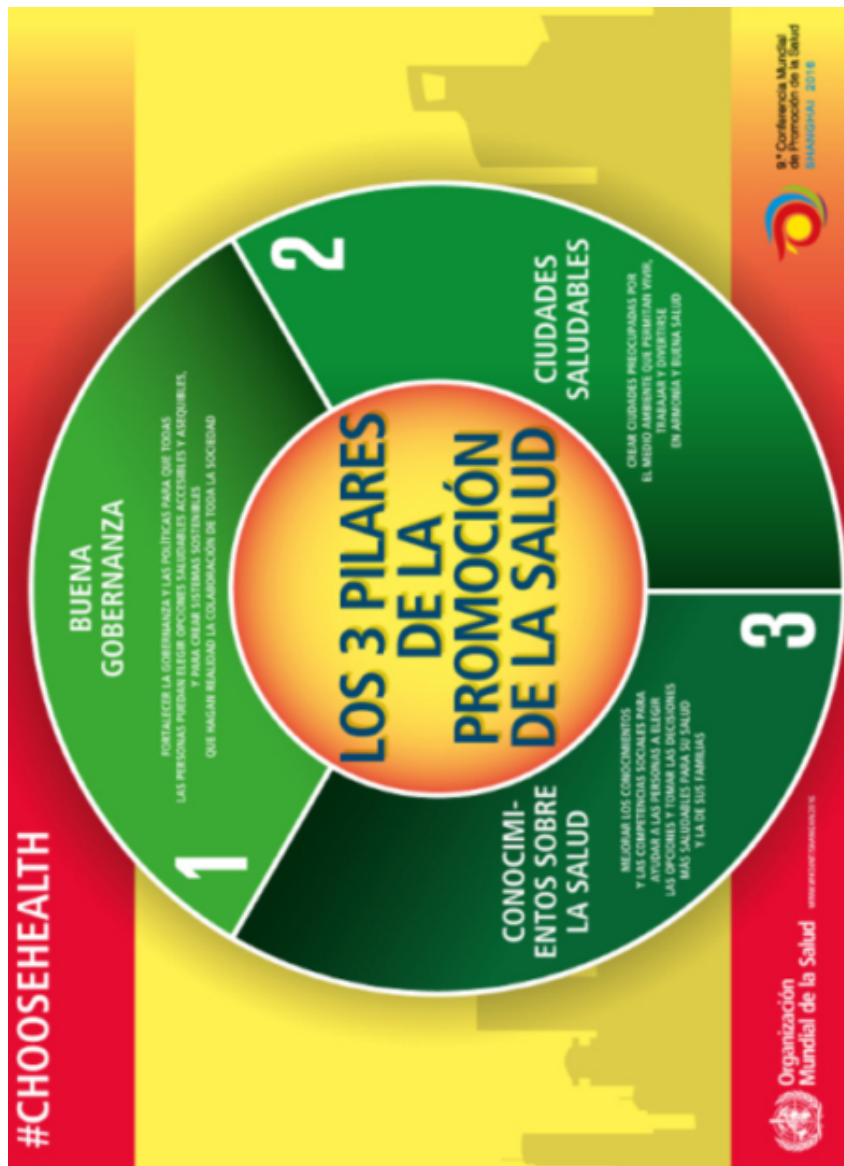 #CHOOSEHEALTH
BUENA
GOBERNANZA
FORTALECER LA GOBERNANZA Y LAS POLÍTICAS PARA QUE TODAS
LAS PERSONAS PUEDAN ELEGIR OPCIONES SALUDABLES ACCESIBLES Y ASEQUIBLES,
Y PARA CREAR SISTEMAS SOSTENIBLES
QUE HAGAN REALIDAD LA COLABORACIÓN DE TODA LA SOCIEDAD
1
2
LOS 3 PILARES
DE LA
PROMOCIÓN
DE LA SALUD
CIUDADES
SALUDABLES
CREAR CIUDADES PREOCUPADAS POR
EL MEDIO AMBIENTE QUE PERMITAN VIVIR,
TRABAJAR Y DIVERTIRSE
EN ARMONÍA Y BUENA SALUD
CONOCIMI-
ENTOS SOBRE
LA SALUD
MEJORAR LOS CONOCIMIENTOS
Y LAS COMPETENCIAS SOCIALES PARA
AYUDAR A LAS PERSONAS A ELEGIR
LAS OPCIONES Y TOMAR LAS DECISIONES
MÁS SALUDABLES PARA SU SALUD
Y LA DE SUS FAMILIAS
3
Organización
Mundial de la Salud
9.ª Conferencia Mundial
de Promoción de la Salud
SHANGHAI 2016